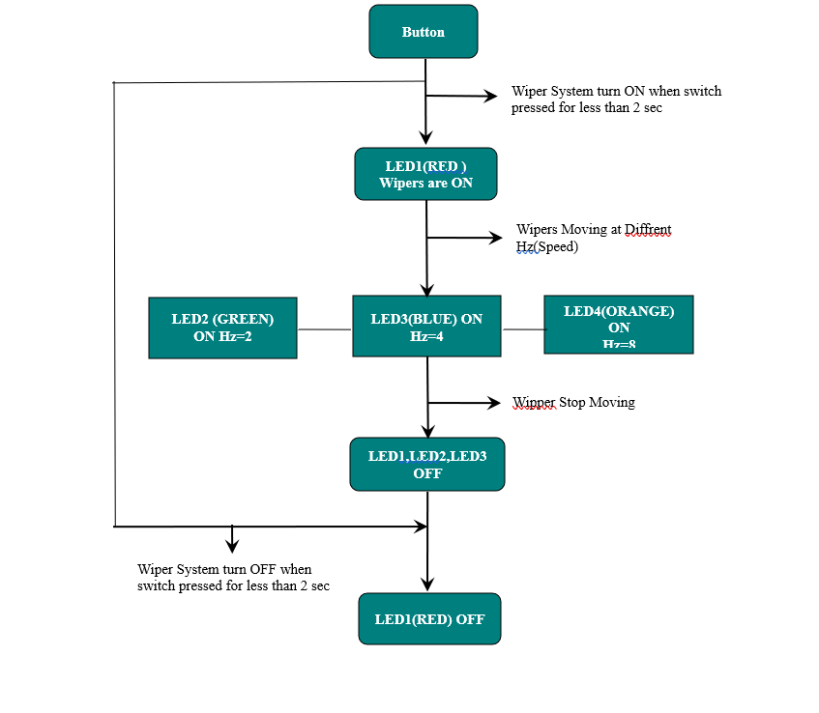 Button
Wiper System turn ON when switch
pressed for less than 2 sec
LED1(RED )
Wipers are ON
Wipers Moving at Diffrent
Hz(Speed)
LED2 (GREEN)
ON Hz=2
LED3(BLUE) ON
Hz=4
LED4(ORANGE)
ON
Hz=8
Wipper Stop Moving
LED1,LED2,LED3
OFF
Wiper System turn OFF when
switch pressed for less than 2 sec
LED1(RED) OFF